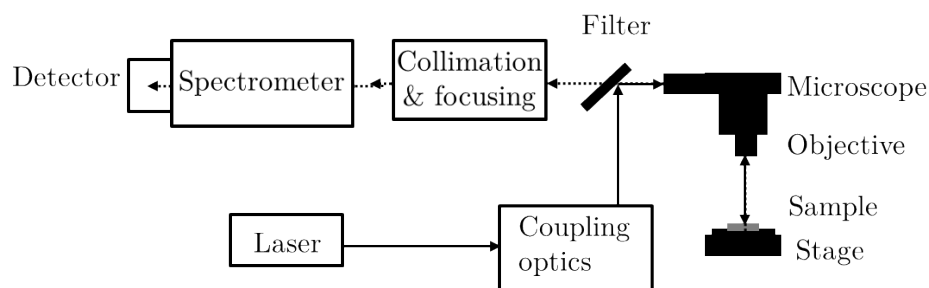 Filter
Detector
Spectrometer
Collimation
& focusing
Microscope
Objective
Sample
Stage
Laser
Coupling
optics